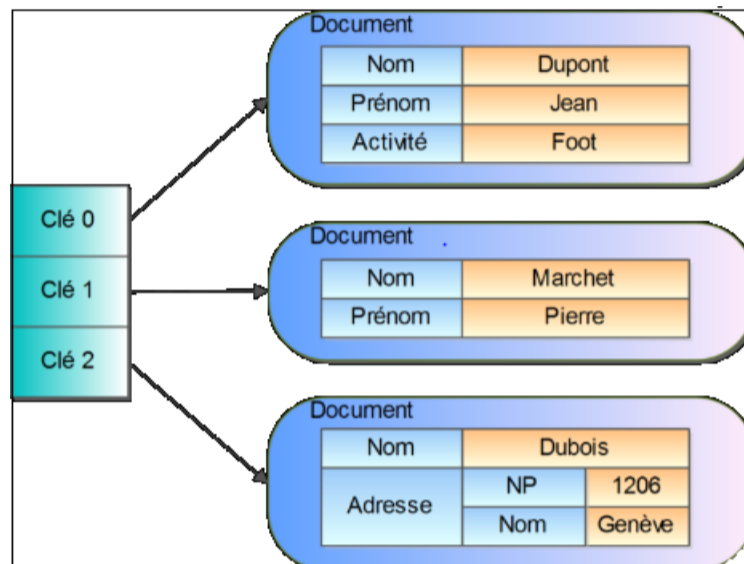 Document
Nom Dupont
Prénom Jean
Activité Foot
Clé 0
Clé 1
Clé 2
Document
Nom Marchet
Prénom Pierre
Document
Nom Dubois
Adresse
NP 1206
Nom Genève